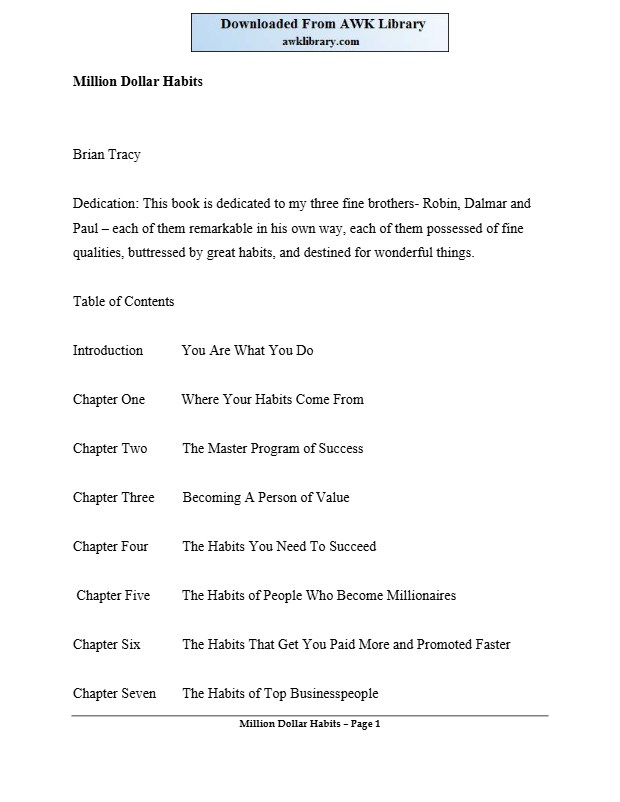 Downloaded From AWK Library
awklibrary.com
Million Dollar Habits
Brian Tracy
Dedication: This book is dedicated to my three fine brothers- Robin, Dalmar and
Paul – each of them remarkable in his own way, each of them possessed of fine
qualities, buttressed by great habits, and destined for wonderful things.
Table of Contents
Introduction You Are What You Do
Chapter One Where Your Habits Come From
Chapter Two The Master Program of Success
Chapter Three Becoming A Person of Value
Chapter Four The Habits You Need To Succeed
Chapter Five The Habits of People Who Become Millionaires
Chapter Six The Habits That Get You Paid More and Promoted Faster
Chapter Seven The Habits of Top Businesspeople
Million Dollar Habits – Page 1